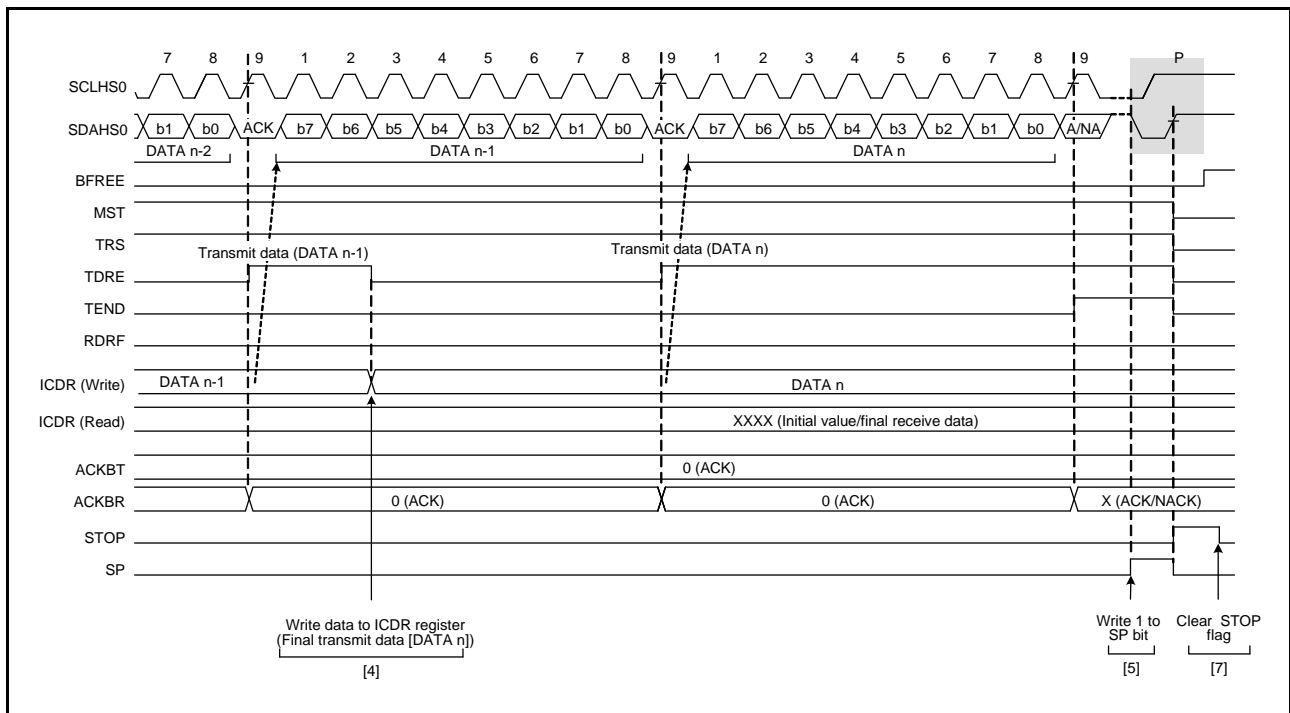 7 8 9 1 2 3 4 5 6 7 8 9 1 2 3 4 5 6 7 8 9 P
SCLHS0
SDAHS0 b1 b0 ACK b7 b6 b5 b4 b3 b2 b1 b0 ACK b7 b6 b5 b4 b3 b2 b1 b0 A/NA
DATA n-2 DATA n-1 DATA n
BFREE
MST
TRS
Transmit data (DATA n-1) Transmit data (DATA n)
TDRE
TEND
RDRF
ICDR (Write) DATA n-1 DATA n
ICDR (Read) XXXX (Initial value/final receive data)
ACKBT 0 (ACK)
ACKBR 0 (ACK) 0 (ACK) X (ACK/NACK)
STOP
SP
Write data to ICDR register
(Final transmit data [DATA n])
[4]
Write 1 to
SP bit
[5]
Clear STOP
flag
[7]